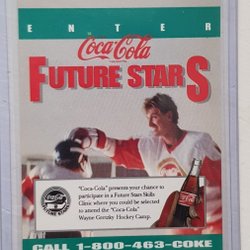 ENTER
Coca-Cola
FUTURE STARS
"Coca-Cola" presents your chance to
participate in a Future Stars Skills
Clinic where you could be selected
to attend the "Coca-Cola"
Wayne Gretzky Hockey Camp.
CALL 1-800-463-COKE